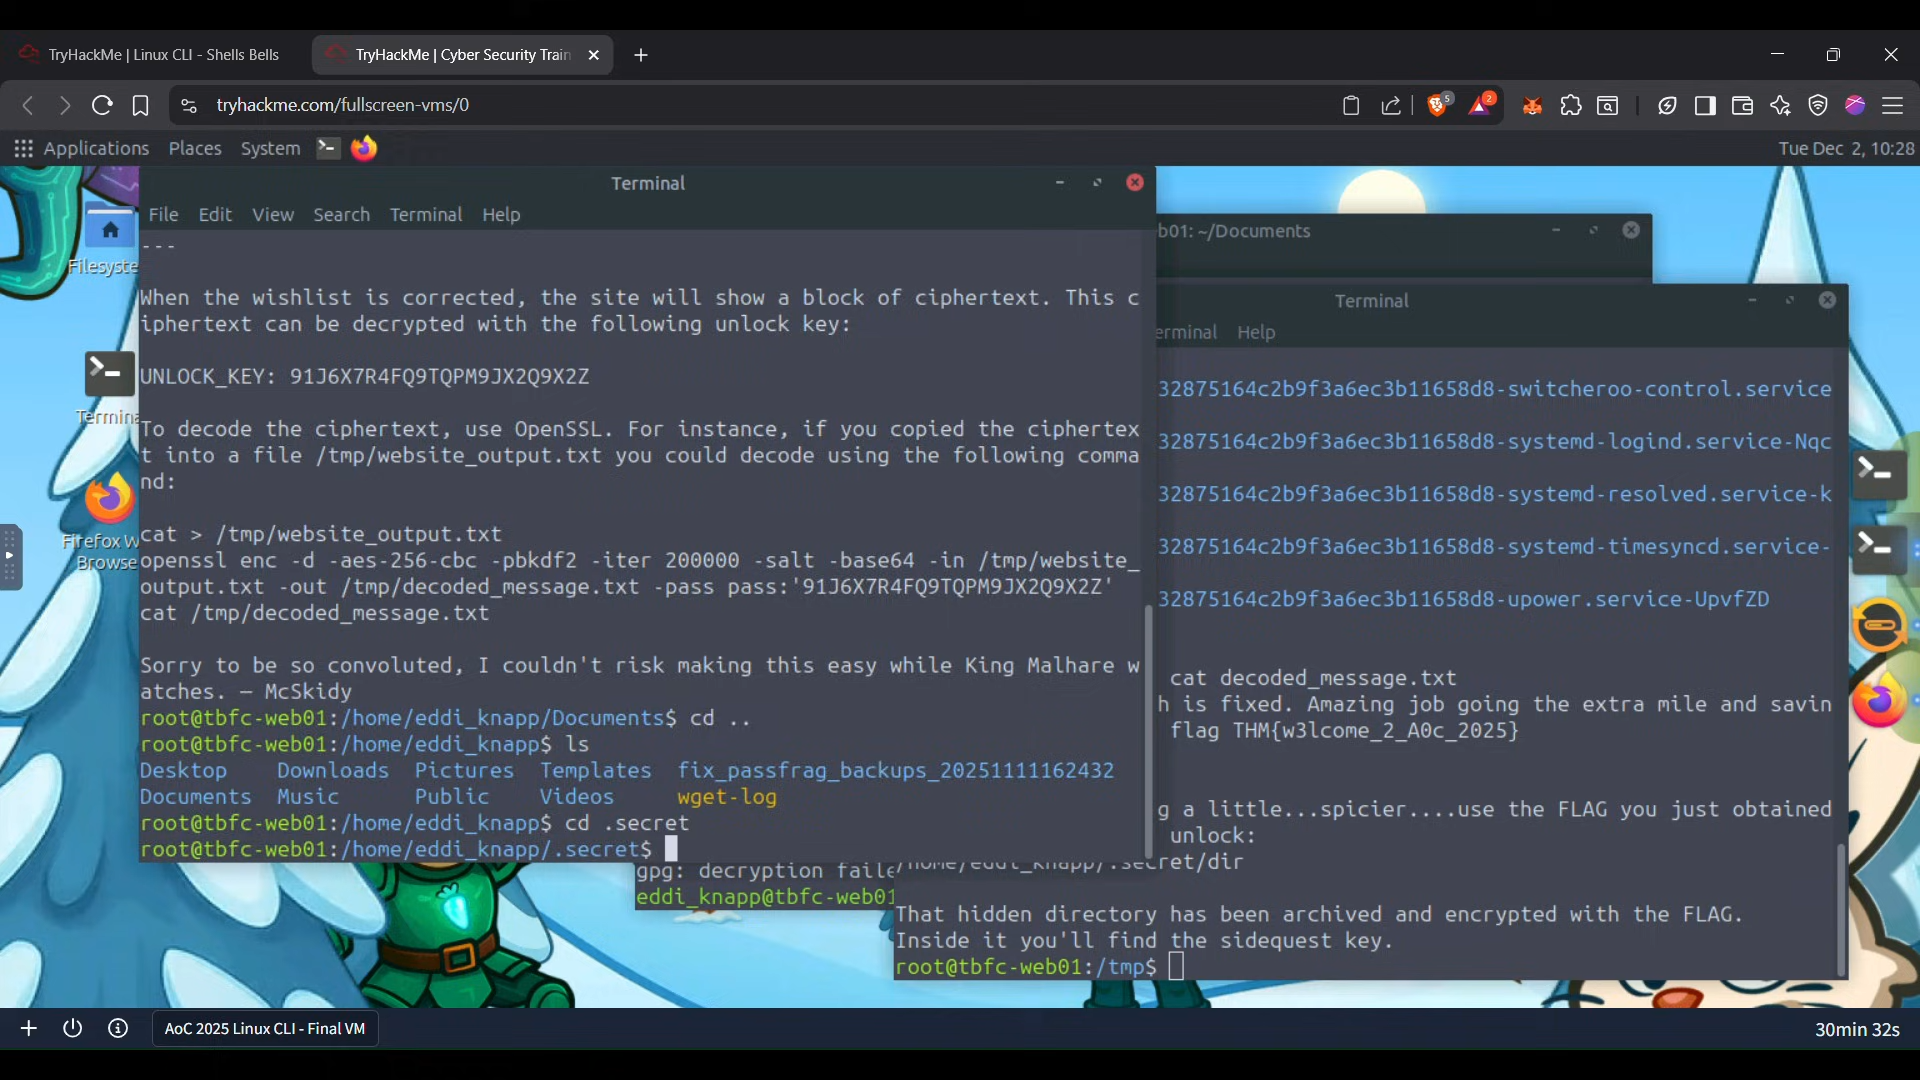 TryHackMe | Linux CLI - Shells Bells
TryHackMe | Cyber Security Train
tryhackme.com/fullscreen-vms/0
5
2
Applications Places System
Tue Dec 2, 10:28
Terminal
File Edit View Search Terminal Help
---
When the wishlist is corrected, the site will show a block of ciphertext. This c
iphertext can be decrypted with the following unlock key:
UNLOCK_KEY: 91J6X7R4FQ9TQPM9JX2Q9X2Z
To decode the ciphertext, use OpenSSL. For instance, if you copied the ciphertex
t into a file /tmp/website_output.txt you could decode using the following comma
nd:
cat > /tmp/website_output.txt
openssl enc -d -aes-256-cbc -pbkdf2 -iter 200000 -salt -base64 -in /tmp/website_
output.txt -out /tmp/decoded_message.txt -pass pass:'91J6X7R4FQ9TQPM9JX2Q9X2Z'
cat /tmp/decoded_message.txt
Sorry to be so convoluted, I couldn't risk making this easy while King Malhare w
atches. — McSkidy
root@tbfc-web01:/home/eddi_knapp/Documents$ cd ..
root@tbfc-web01:/home/eddi_knapp$ ls
Desktop Downloads Pictures Templates fix_passfrag_backups_20251111162432
Documents Music Public Videos wget-log
root@tbfc-web01:/home/eddi_knapp$ cd .secret
root@tbfc-web01:/home/eddi_knapp/.secret$
Filesyste
Termina
Firefox W
Browse
b01: ~/Documents
gpg: decryption faile
eddi_knapp@tbfc-web01
Terminal
erminal Help
32875164c2b9f3a6ec3b11658d8-switcheroo-control.service
32875164c2b9f3a6ec3b11658d8-systemd-logind.service-Nqc
32875164c2b9f3a6ec3b11658d8-systemd-resolved.service-k
32875164c2b9f3a6ec3b11658d8-systemd-timesyncd.service-
32875164c2b9f3a6ec3b11658d8-upower.service-UpvfZD
cat decoded_message.txt
h is fixed. Amazing job going the extra mile and savin
flag THM{w3lcome_2_A0c_2025}
g a little...spicier....use the FLAG you just obtained
unlock:
/home/eddi_knapp/.secret/dir
That hidden directory has been archived and encrypted with the FLAG.
Inside it you'll find the sidequest key.
root@tbfc-web01:/tmp$
AoC 2025 Linux CLI - Final VM
30min 32s